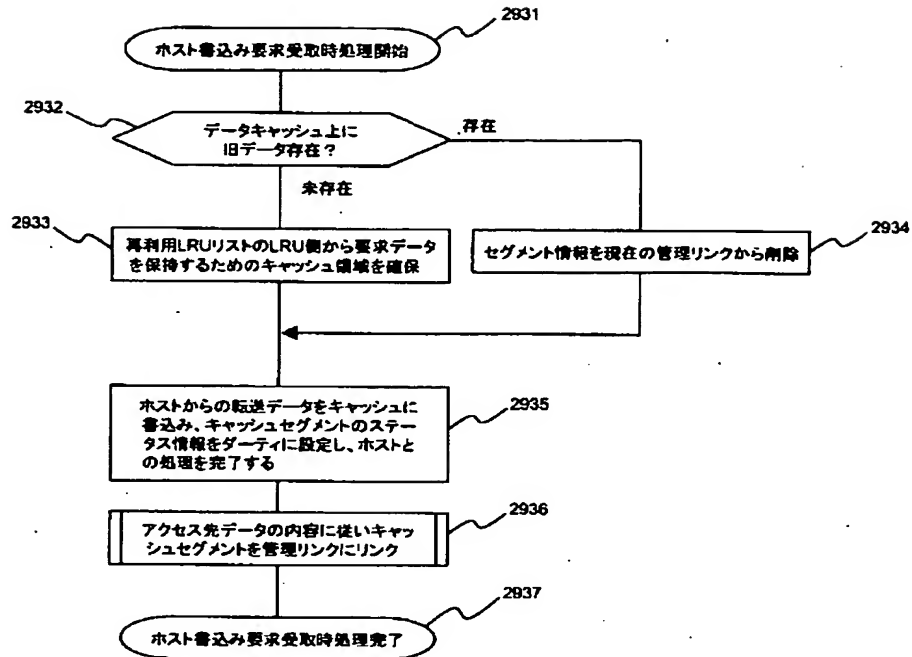 2931
ホスト書込み要求受取時処理開始
2932
データキャッシュ上に
旧データ存在?
存在
未存在
2933
再利用LRUリストのLRU側から要求データ
を保持するためのキャッシュ領域を確保
2934
セグメント情報を現在の管理リンクから削除
ホストからの転送データをキャッシュに
書込み、キャッシュセグメントのステー
タス情報をダーティに設定し、ホストと
の処理を完了する
2935
アクセス先データの内容に従いキャッ
シュセグメントを管理リンクにリンク
2936
2937
ホスト書込み要求受取時処理完了